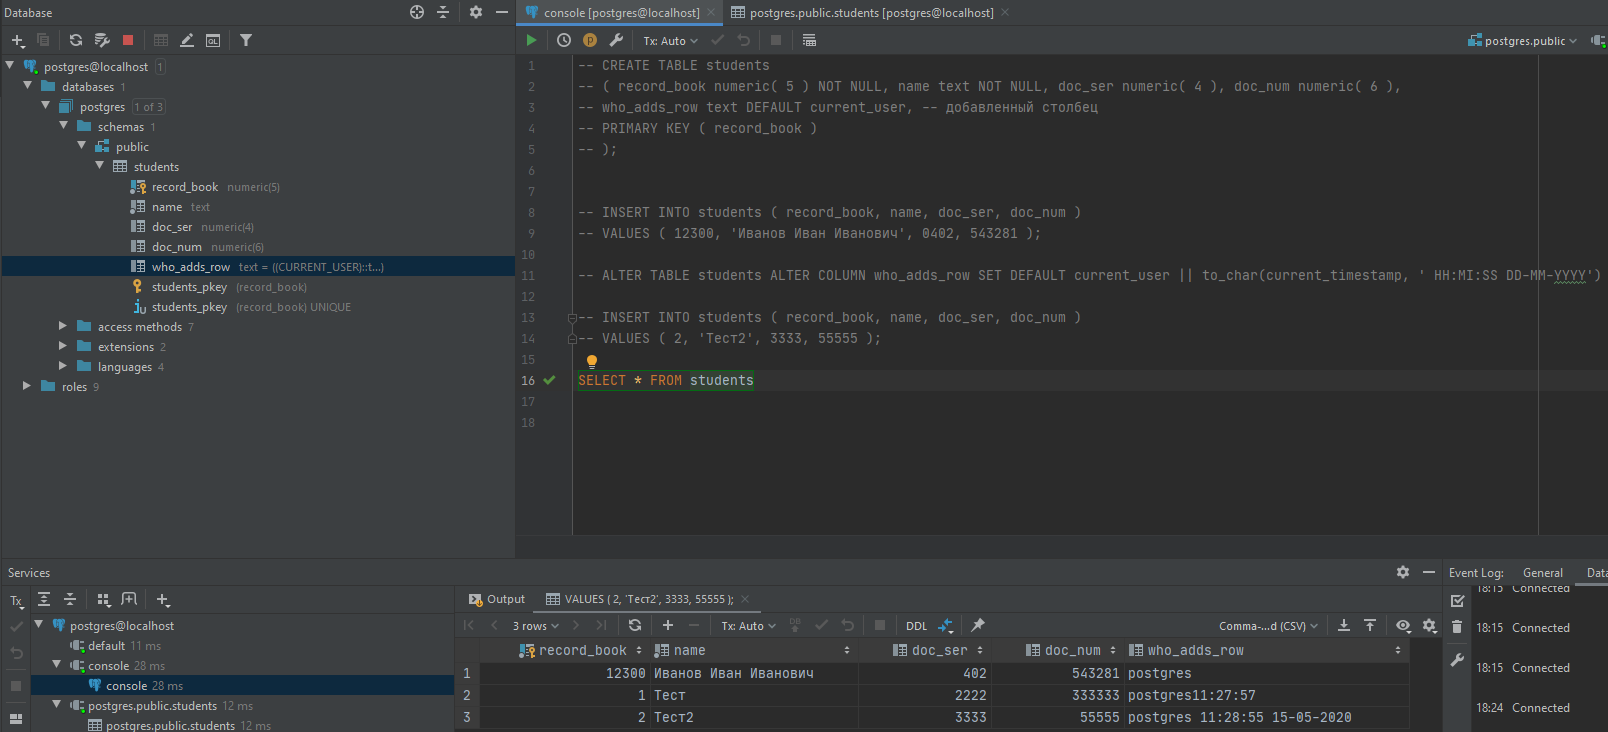 Database
console [postgres@localhost]
postgres.public.students [postgres@localhost]
Tx: Auto
postgres.public
postgres@localhost 1
databases 1
postgres 1 of 3
schemas 1
public
students
record_book numeric(5)
name text
doc_ser numeric(4)
doc_num numeric(6)
who_adds_row text = ((CURRENT_USER)::t...)
students_pkey (record_book)
students_pkey (record_book) UNIQUE
access methods 7
extensions 2
languages 4
roles 9
1 -- CREATE TABLE students
2 -- ( record_book numeric( 5 ) NOT NULL, name text NOT NULL, doc_ser numeric( 4 ), doc_num numeric( 6 ),
3 -- who_adds_row text DEFAULT current_user, -- добавленный столбец
4 -- PRIMARY KEY ( record_book )
5 -- );
6
7
8 -- INSERT INTO students ( record_book, name, doc_ser, doc_num )
9 -- VALUES ( 12300, 'Иванов Иван Иванович', 0402, 543281 );
10
11 -- ALTER TABLE students ALTER COLUMN who_adds_row SET DEFAULT current_user || to_char(current_timestamp, ' HH:MI:SS DD-MM-YYYY')
12
13 -- INSERT INTO students ( record_book, name, doc_ser, doc_num )
14 -- VALUES ( 2, 'Тест2', 3333, 55555 );
15
16 SELECT * FROM students
17
18
Services
Tx
postgres@localhost
default 11 ms
console 28 ms
console 28 ms
postgres.public.students 12 ms
postgres.public.students 12 ms
Output
VALUES ( 2, 'Тест2', 3333, 55555 );
3 rows
Tx: Auto
DB
DDL
Comma-...d (CSV)
record_book name doc_ser doc_num who_adds_row
1 12300 Иванов Иван Иванович 402 543281 postgres
2 1 Тест 2222 333333 postgres11:27:57
3 2 Тест2 3333 55555 postgres 11:28:55 15-05-2020
Event Log: General Data
18:15 Connected
18:15 Connected
18:15 Connected
18:24 Connected